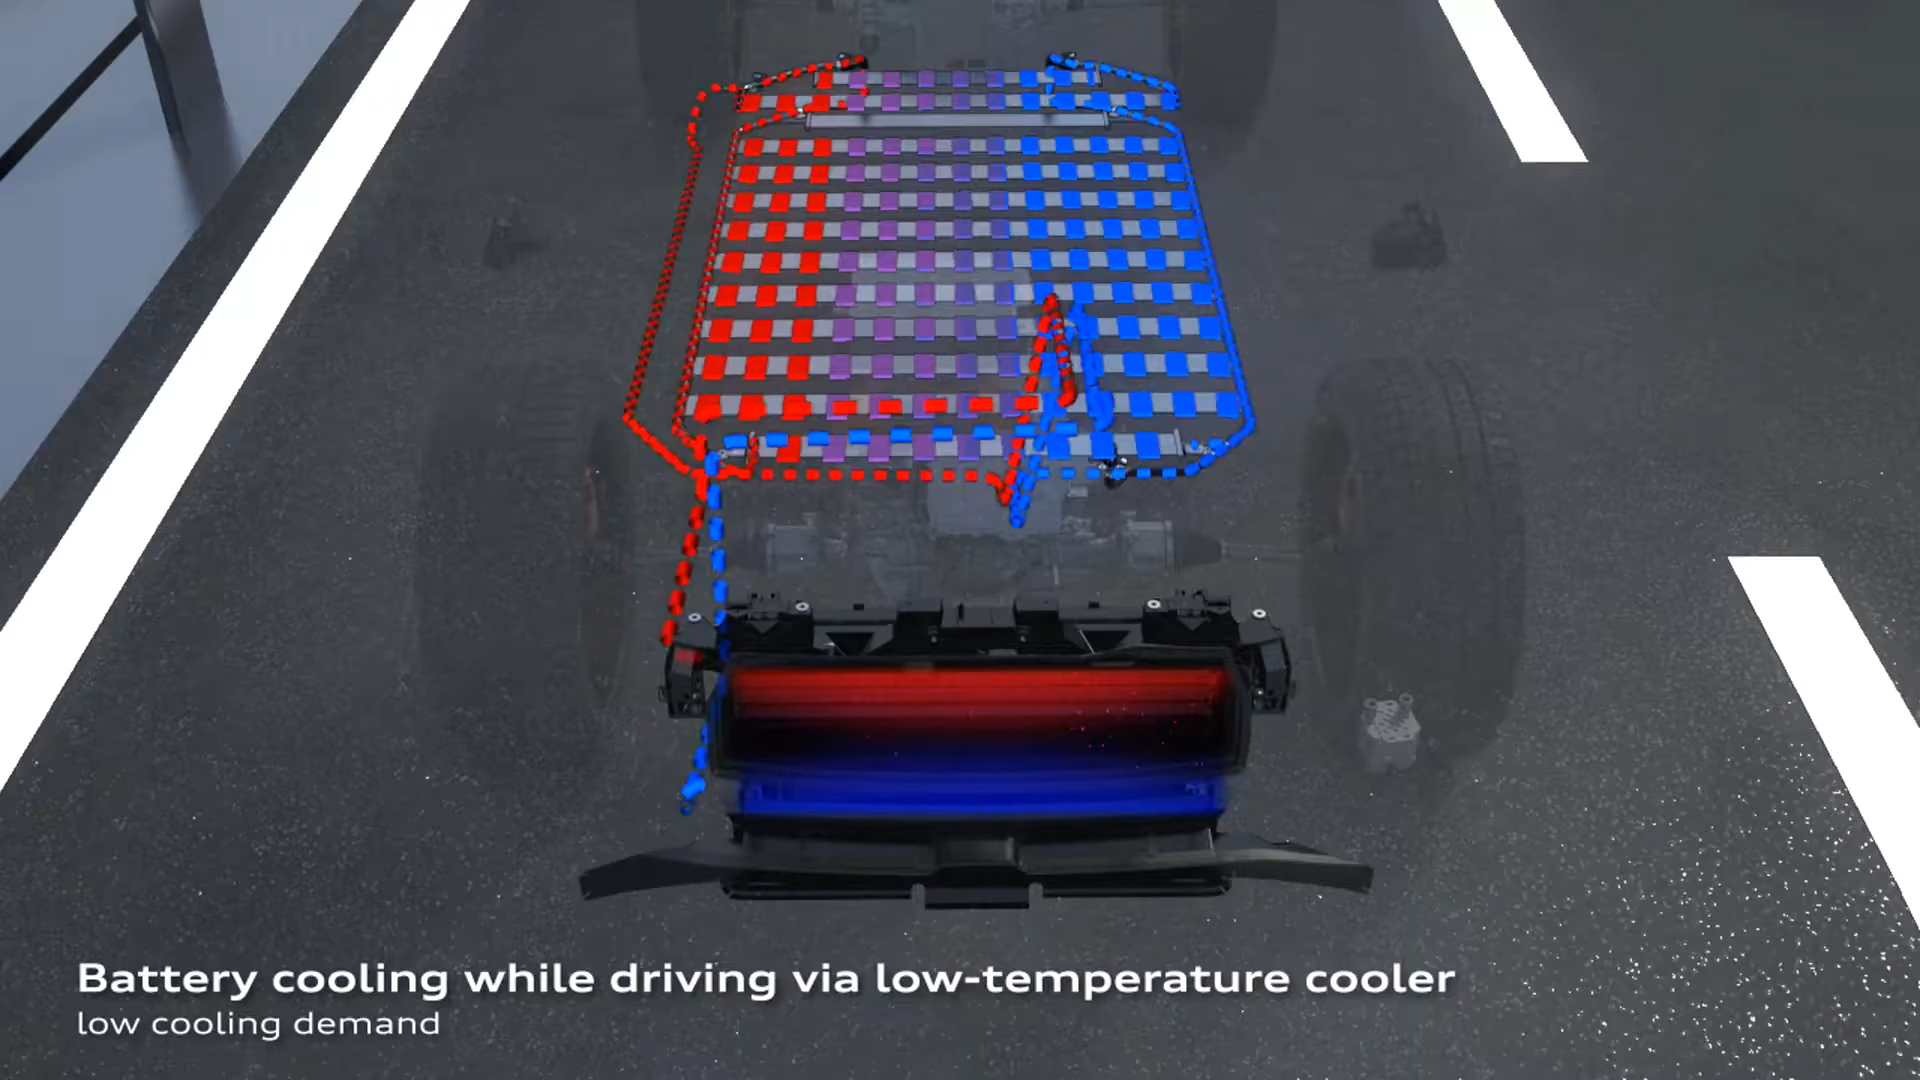 Battery cooling while driving via low-temperature cooler
low cooling demand